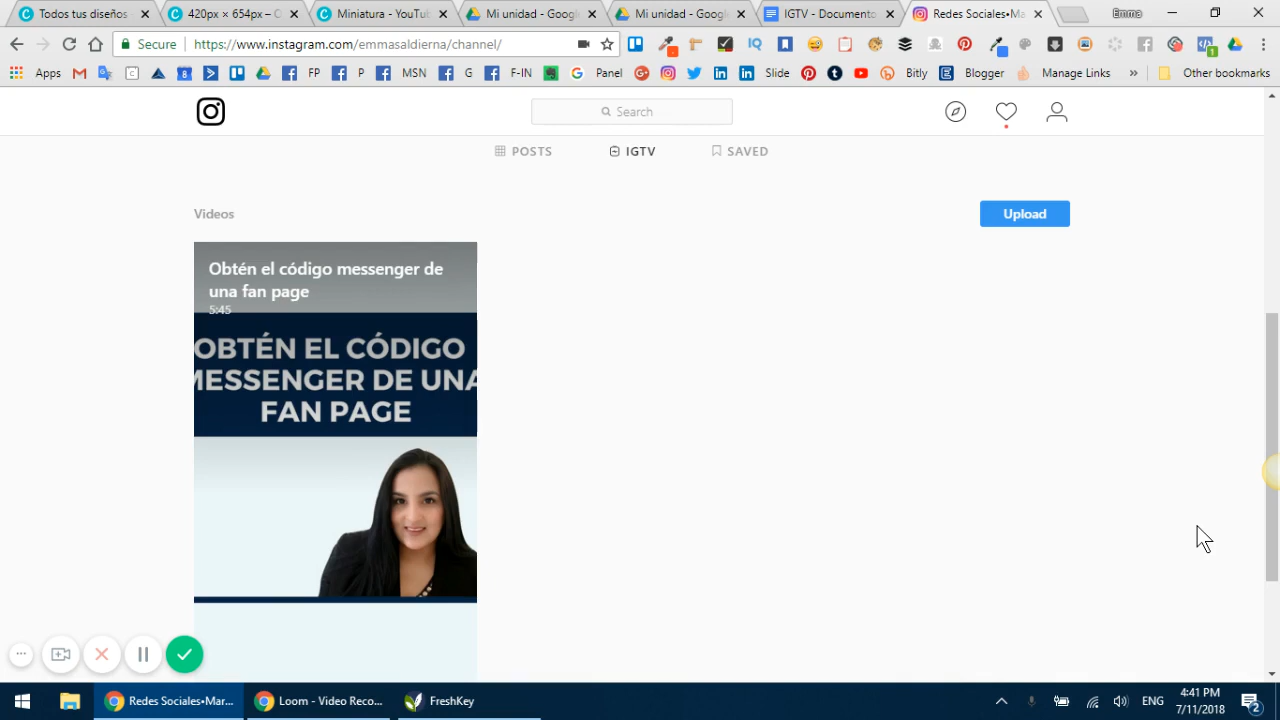 Todos tus diseños
420px x 654px – C
Miniatura - YouTub
Mi unidad - Google
Mi unidad - Google
IGTV - Documento
Redes Sociales•Ma
Emma
Secure
https://www.instagram.com/emmasaldierna/channel/
Apps
FP
P
MSN
G
F-IN
Panel
Slide
Bitly
Blogger
Manage Links
»
Other bookmarks
Search
POSTS
IGTV
SAVED
Videos
Upload
Obtén el código messenger de
una fan page
5:45
OBTÉN EL CÓDIGO
MESSENGER DE UNA
FAN PAGE
Redes Sociales•Mar...
Loom - Video Reco...
FreshKey
ENG
4:41 PM
7/11/2018
2